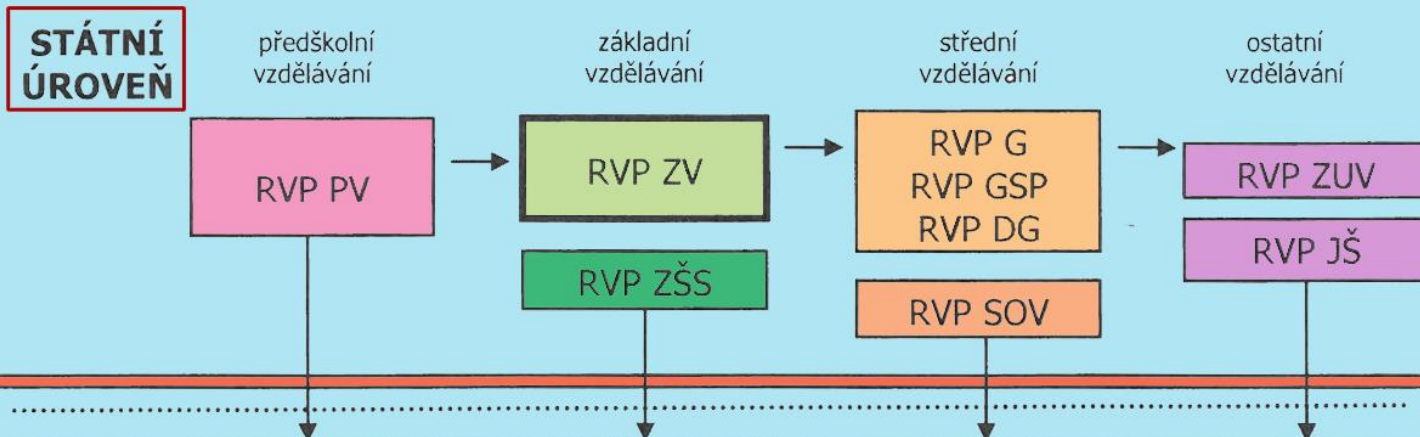 STÁTNÍ
ÚROVEŇ
předškolní
vzdělávání
základní
vzdělávání
střední
vzdělávání
ostatní
vzdělávání
RVP PV
RVP ZV
RVP ZŠS
RVP G
RVP GSP
RVP DG
RVP SOV
RVP ZUV
RVP JŠ